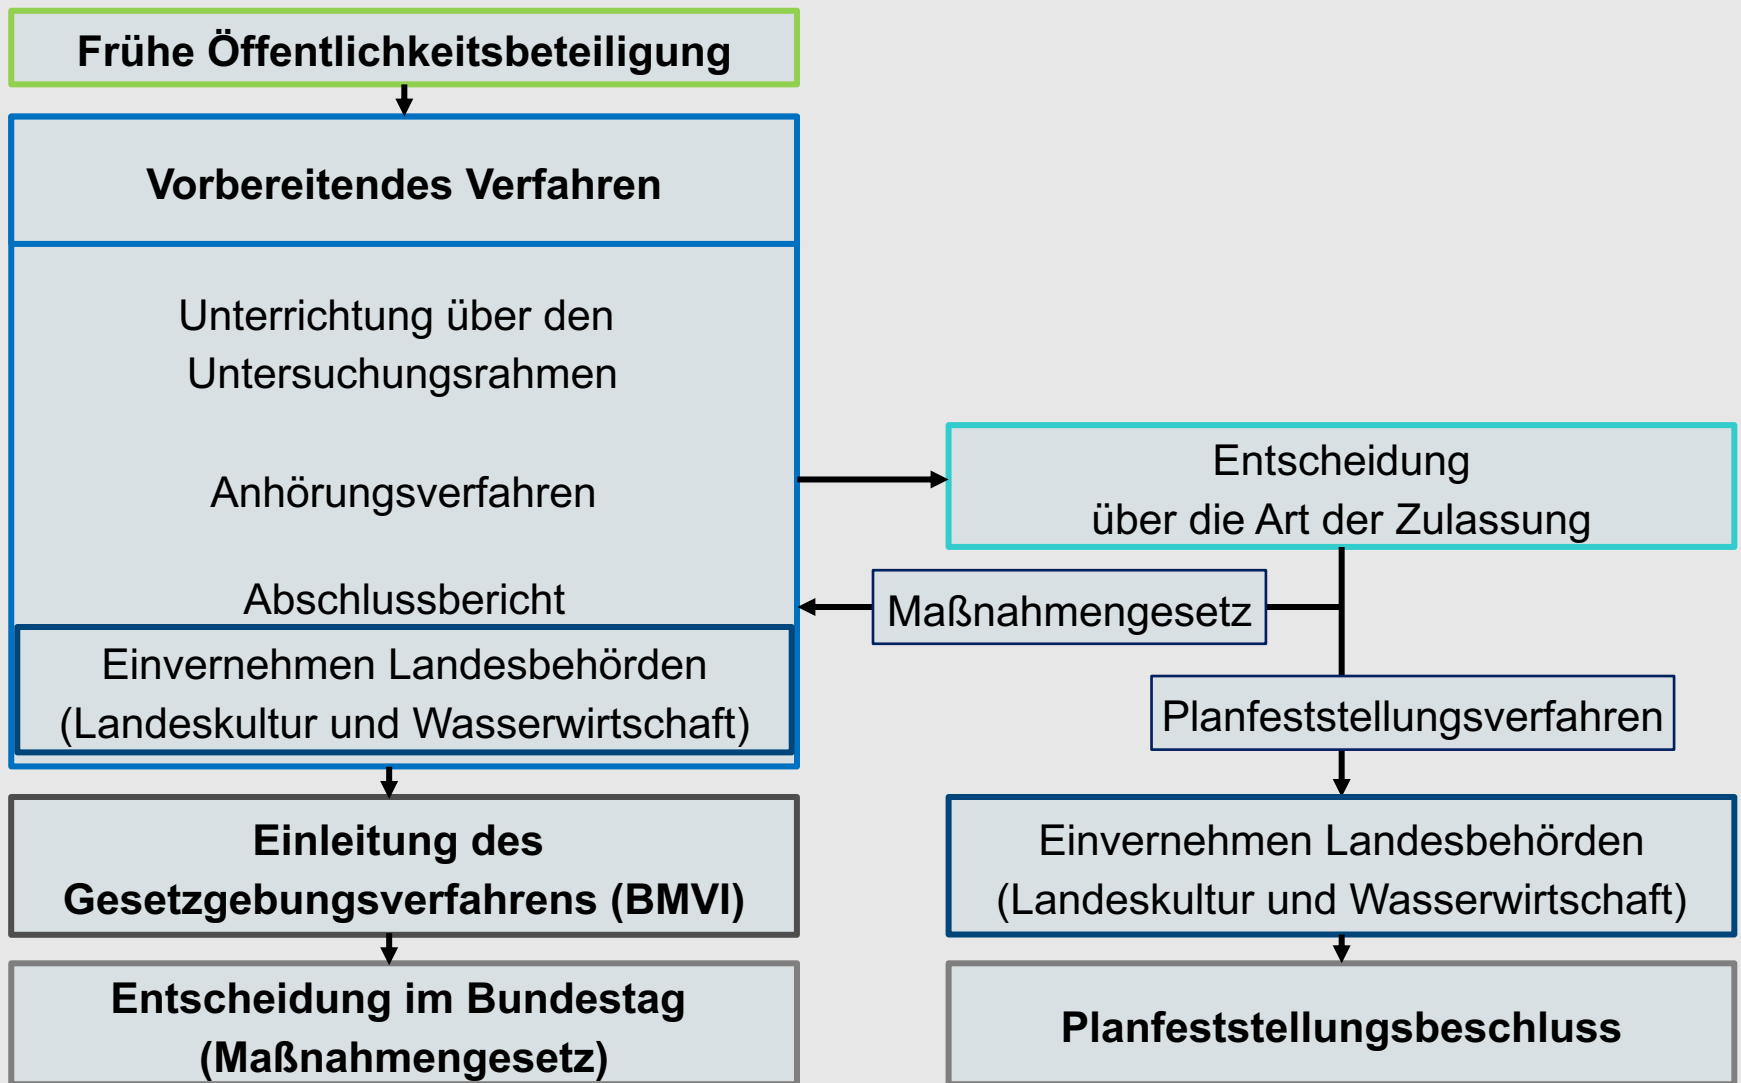 Frühe Öffentlichkeitsbeteiligung
Vorbereitendes Verfahren
Unterrichtung über den
Untersuchungsrahmen
Anhörungsverfahren
Abschlussbericht
Einvernehmen Landesbehörden
(Landeskultur und Wasserwirtschaft)
Einleitung des
Gesetzgebungsverfahrens (BMVI)
Entscheidung im Bundestag
(Maßnahmengesetz)
Entscheidung
über die Art der Zulassung
Maßnahmengesetz
Planfeststellungsverfahren
Einvernehmen Landesbehörden
(Landeskultur und Wasserwirtschaft)
Planfeststellungsbeschluss